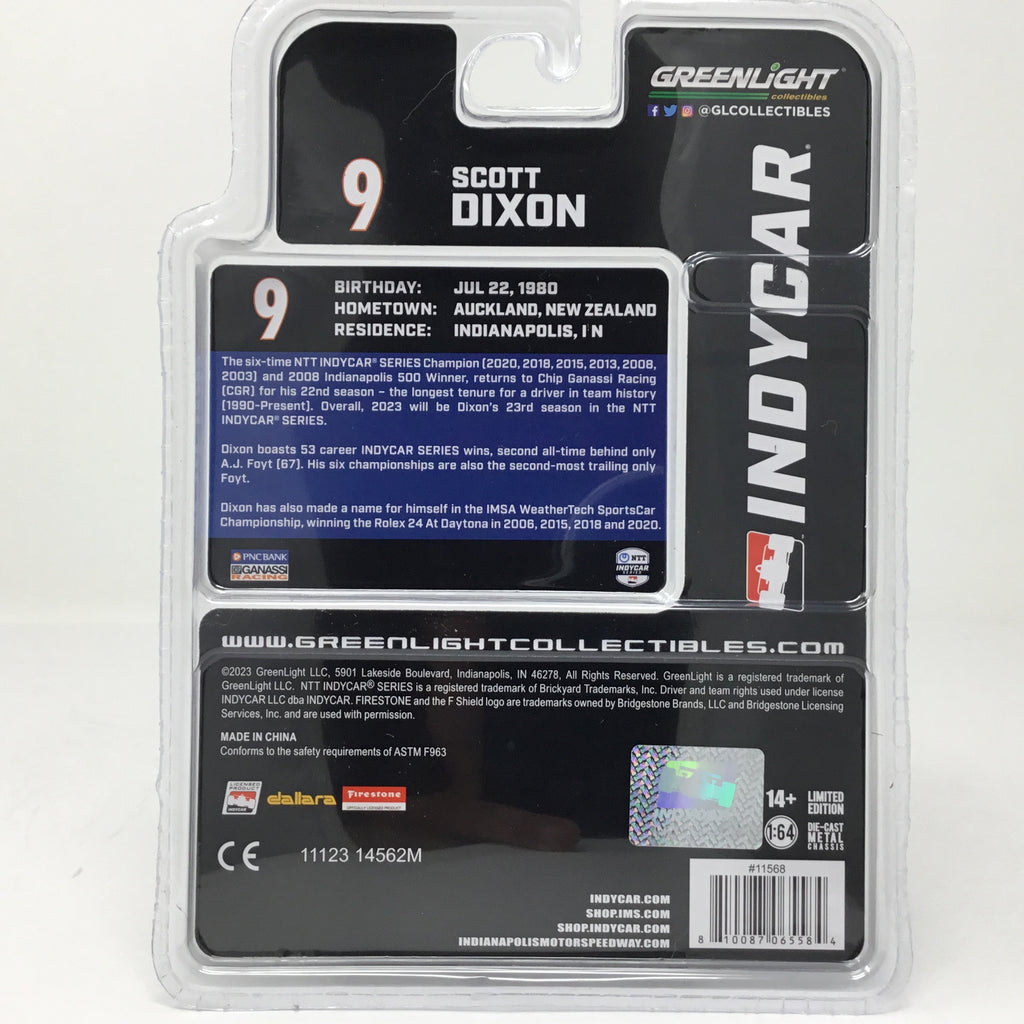 GREENLiGHT®
collectibles
@GLCOLLECTIBLES
9
SCOTT
DIXON
INDYCAR®
9
BIRTHDAY: JUL 22, 1980
HOMETOWN: AUCKLAND, NEW ZEALAND
RESIDENCE: INDIANAPOLIS, IN
The six-time NTT INDYCAR® SERIES Champion (2020, 2018, 2015, 2013, 2008,
2003) and 2008 Indianapolis 500 Winner, returns to Chip Ganassi Racing
(CGR) for his 22nd season – the longest tenure for a driver in team history
(1990-Present). Overall, 2023 will be Dixon's 23rd season in the NTT
INDYCAR® SERIES.
Dixon boasts 53 career INDYCAR SERIES wins, second all-time behind only
A.J. Foyt (67). His six championships are also the second-most trailing only
Foyt.
Dixon has also made a name for himself in the IMSA WeatherTech SportsCar
Championship, winning the Rolex 24 At Daytona in 2006, 2015, 2018 and 2020.
PNC BANK
GANASSI
RACING
NTT
INDYCAR
SERIES
WWW.GREENLIGHTCOLLECTIBLES.COM
©2023 GreenLight LLC, 5901 Lakeside Boulevard, Indianapolis, IN 46278, All Rights Reserved. GreenLight is a registered trademark of
GreenLight LLC. NTT INDYCAR® SERIES is a registered trademark of Brickyard Trademarks, Inc. Driver and team rights used under license
INDYCAR LLC dba INDYCAR. FIRESTONE and the F Shield logo are trademarks owned by Bridgestone Brands, LLC and Bridgestone Licensing
Services, Inc. and are used with permission.
MADE IN CHINA
Conforms to the safety requirements of ASTM F963
LICENSED
PRODUCT
INDYCAR
dallara
Firestone
OFFICIALLY LICENSED PRODUCT
14+
LIMITED
EDITION
1:64
DIE-CAST
METAL
CHASSIS
CE
11123 14562M
#11568
8 10087 06558 4
INDYCAR.COM
SHOP.IMS.COM
SHOP.INDYCAR.COM
INDIANAPOLISMOTORSPEEDWAY.COM